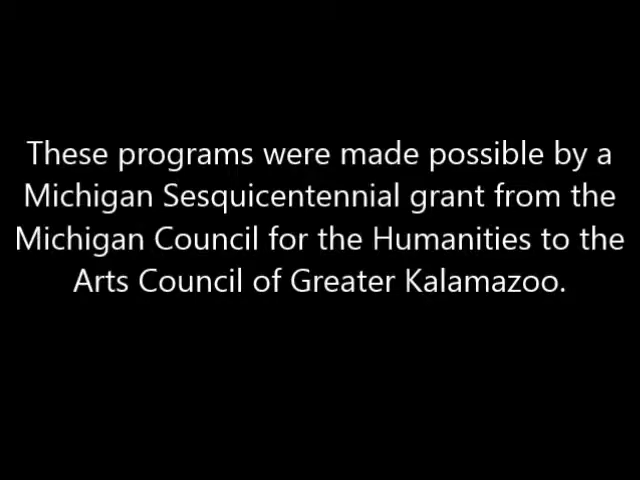 These programs were made possible by a
Michigan Sesquicentennial grant from the
Michigan Council for the Humanities to the
Arts Council of Greater Kalamazoo.